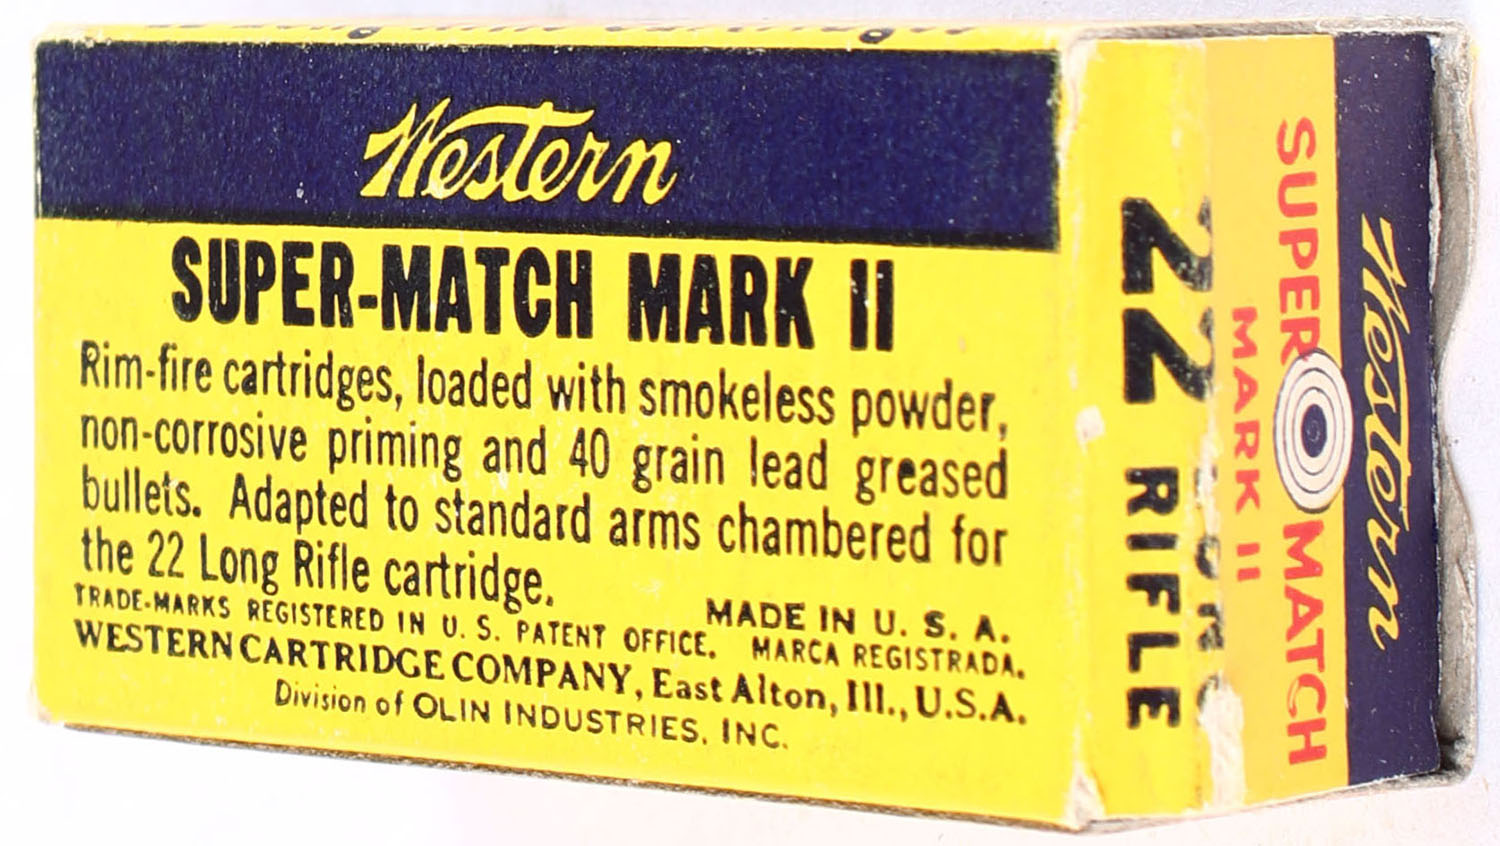 Western
SUPER-MATCH MARK II
Rim-fire cartridges, loaded with smokeless powder,
non-corrosive priming and 40 grain lead greased
bullets. Adapted to standard arms chambered for
the 22 Long Rifle cartridge.
MADE IN U. S. A.
TRADE-MARKS REGISTERED IN U. S. PATENT OFFICE. MARCA REGISTRADA.
WESTERN CARTRIDGE COMPANY, East Alton, Ill., U.S.A.
Division of OLIN INDUSTRIES, INC.
Western
SUPER MATCH
MARK II
22 RIFLE